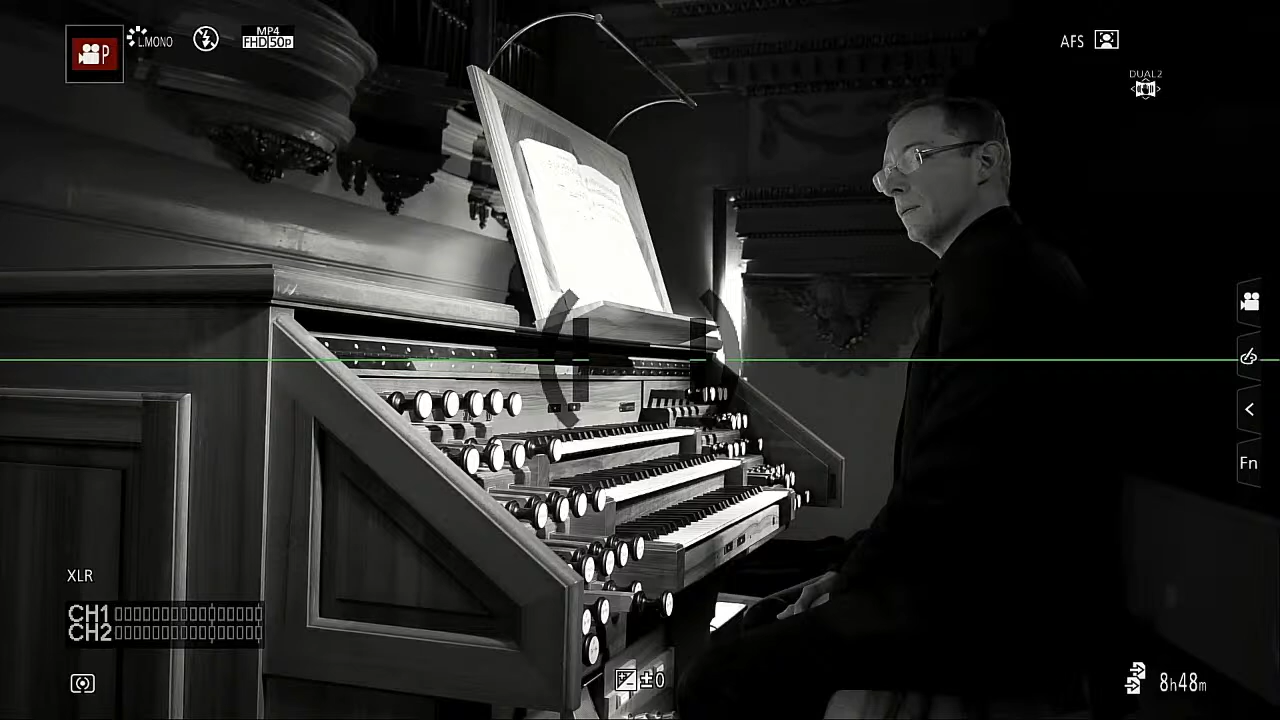 P
L.MONO
MP4
FHD 50p
AFS
DUAL2
Fn
XLR
CH1
CH2
±0
8h48m